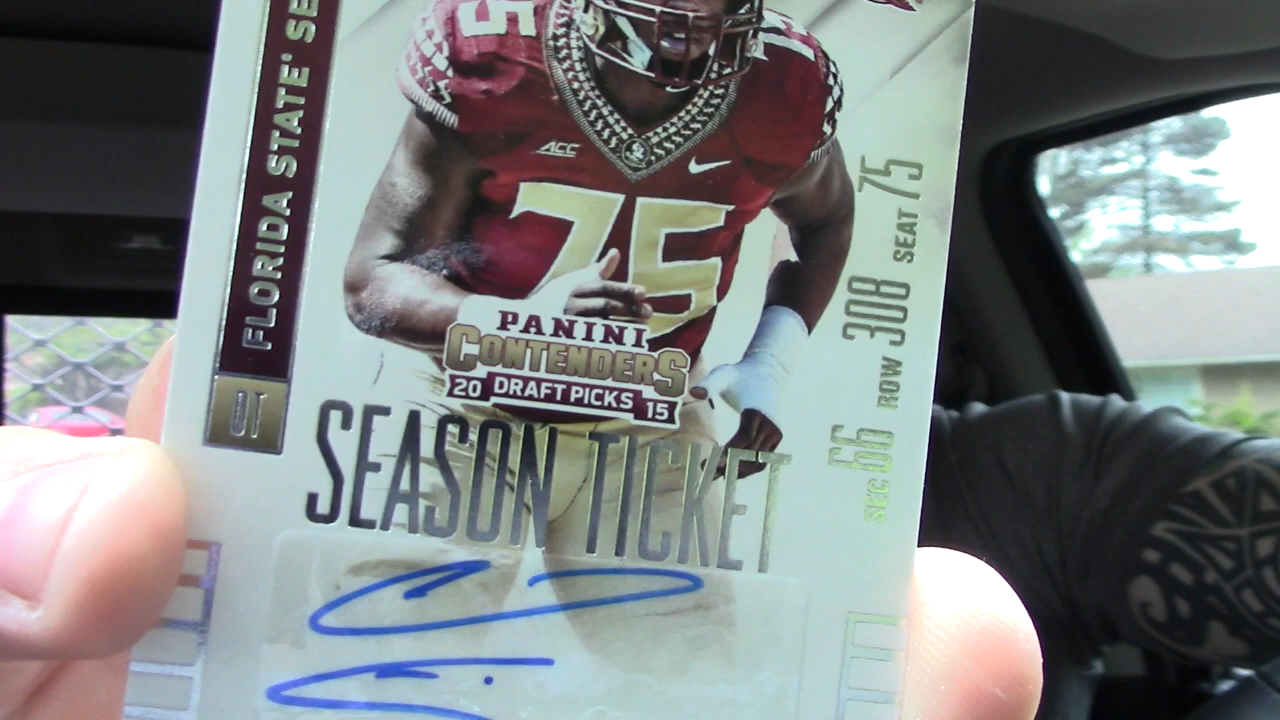 FLORIDA STATE® SE
OT
75
ACC
75
PANINI
CONTENDERS
20 DRAFT PICKS 15
SEASON TICKET
SEC 66 ROW 308 SEAT 75